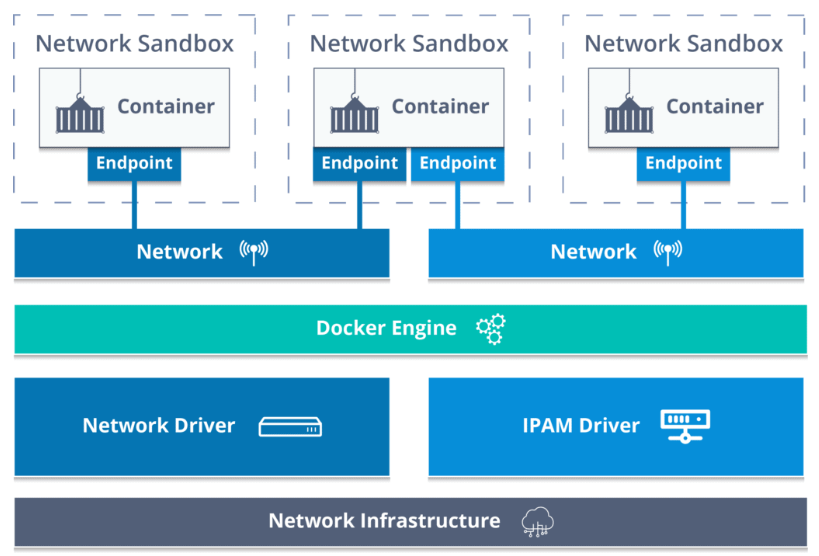 Network Sandbox
Network Sandbox
Network Sandbox
Container
Container
Container
Endpoint
Endpoint
Endpoint
Endpoint
Network
Network
Docker Engine
Network Driver
IPAM Driver
Network Infrastructure